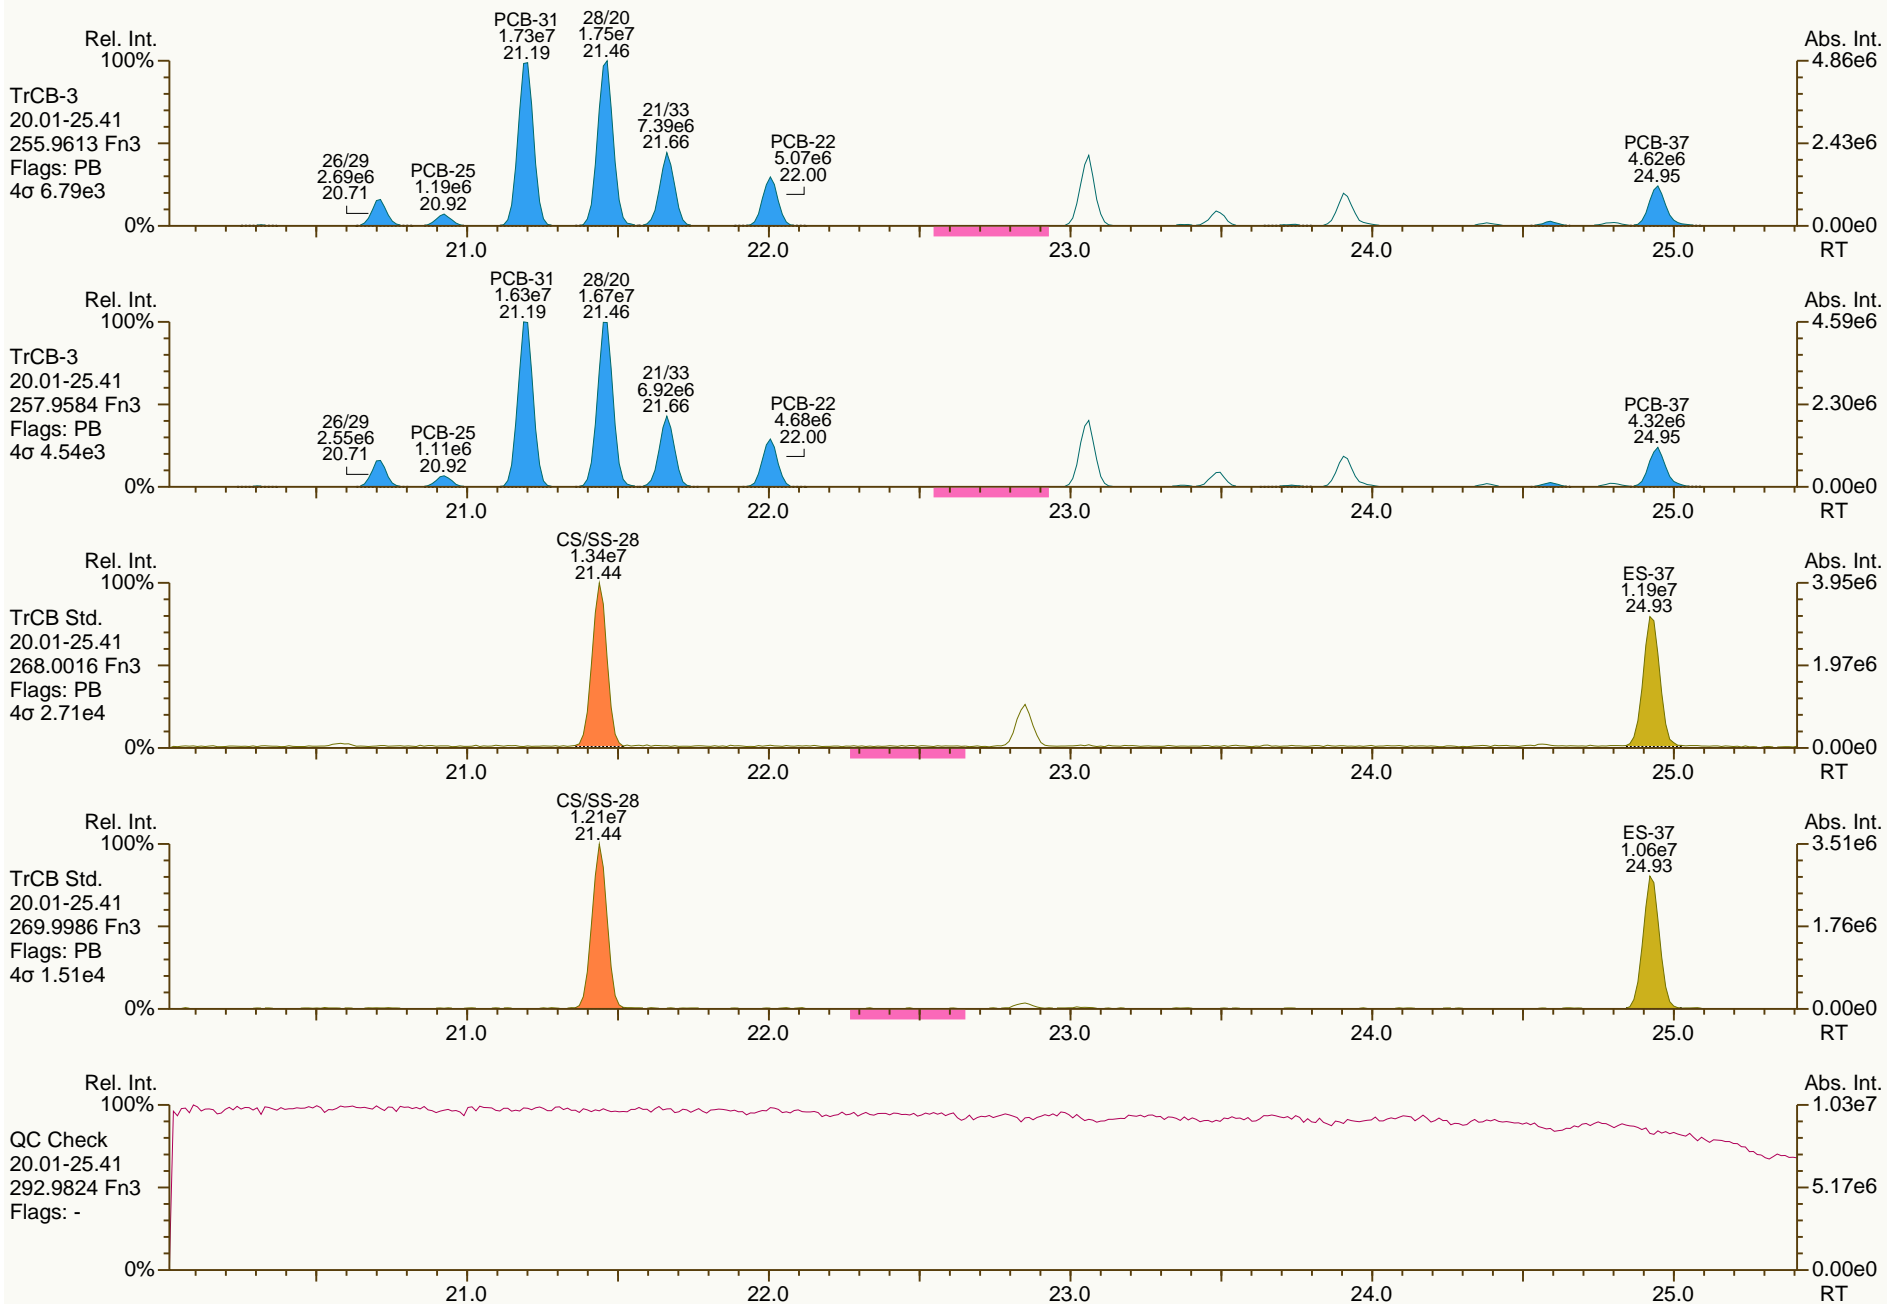 PCB-31
1.73e7
21.19
28/20
1.75e7
21.46
Rel. Int.
Abs. Int.
100%
4.86e6
TrCB-3
20.01-25.41
255.9613 Fn3
Flags: PB
4σ 6.79e3
26/29
2.69e6
20.71
PCB-25
1.19e6
20.92
21/33
7.39e6
21.66
PCB-22
5.07e6
22.00
PCB-37
4.62e6
24.95
2.43e6
0%
0.00e0
21.0
22.0
23.0
24.0
25.0
RT
PCB-31
1.63e7
21.19
28/20
1.67e7
21.46
Rel. Int.
Abs. Int.
100%
4.59e6
TrCB-3
20.01-25.41
257.9584 Fn3
Flags: PB
4σ 4.54e3
26/29
2.55e6
20.71
PCB-25
1.11e6
20.92
21/33
6.92e6
21.66
PCB-22
4.68e6
22.00
PCB-37
4.32e6
24.95
2.30e6
0%
0.00e0
21.0
22.0
23.0
24.0
25.0
RT
CS/SS-28
1.34e7
21.44
Rel. Int.
Abs. Int.
100%
3.95e6
TrCB Std.
20.01-25.41
268.0016 Fn3
Flags: PB
4σ 2.71e4
ES-37
1.19e7
24.93
1.97e6
0%
0.00e0
21.0
22.0
23.0
24.0
25.0
RT
CS/SS-28
1.21e7
21.44
Rel. Int.
Abs. Int.
100%
3.51e6
TrCB Std.
20.01-25.41
269.9986 Fn3
Flags: PB
4σ 1.51e4
ES-37
1.06e7
24.93
1.76e6
0%
0.00e0
21.0
22.0
23.0
24.0
25.0
RT
Rel. Int.
Abs. Int.
100%
1.03e7
QC Check
20.01-25.41
292.9824 Fn3
Flags: -
5.17e6
0%
0.00e0
21.0
22.0
23.0
24.0
25.0
RT